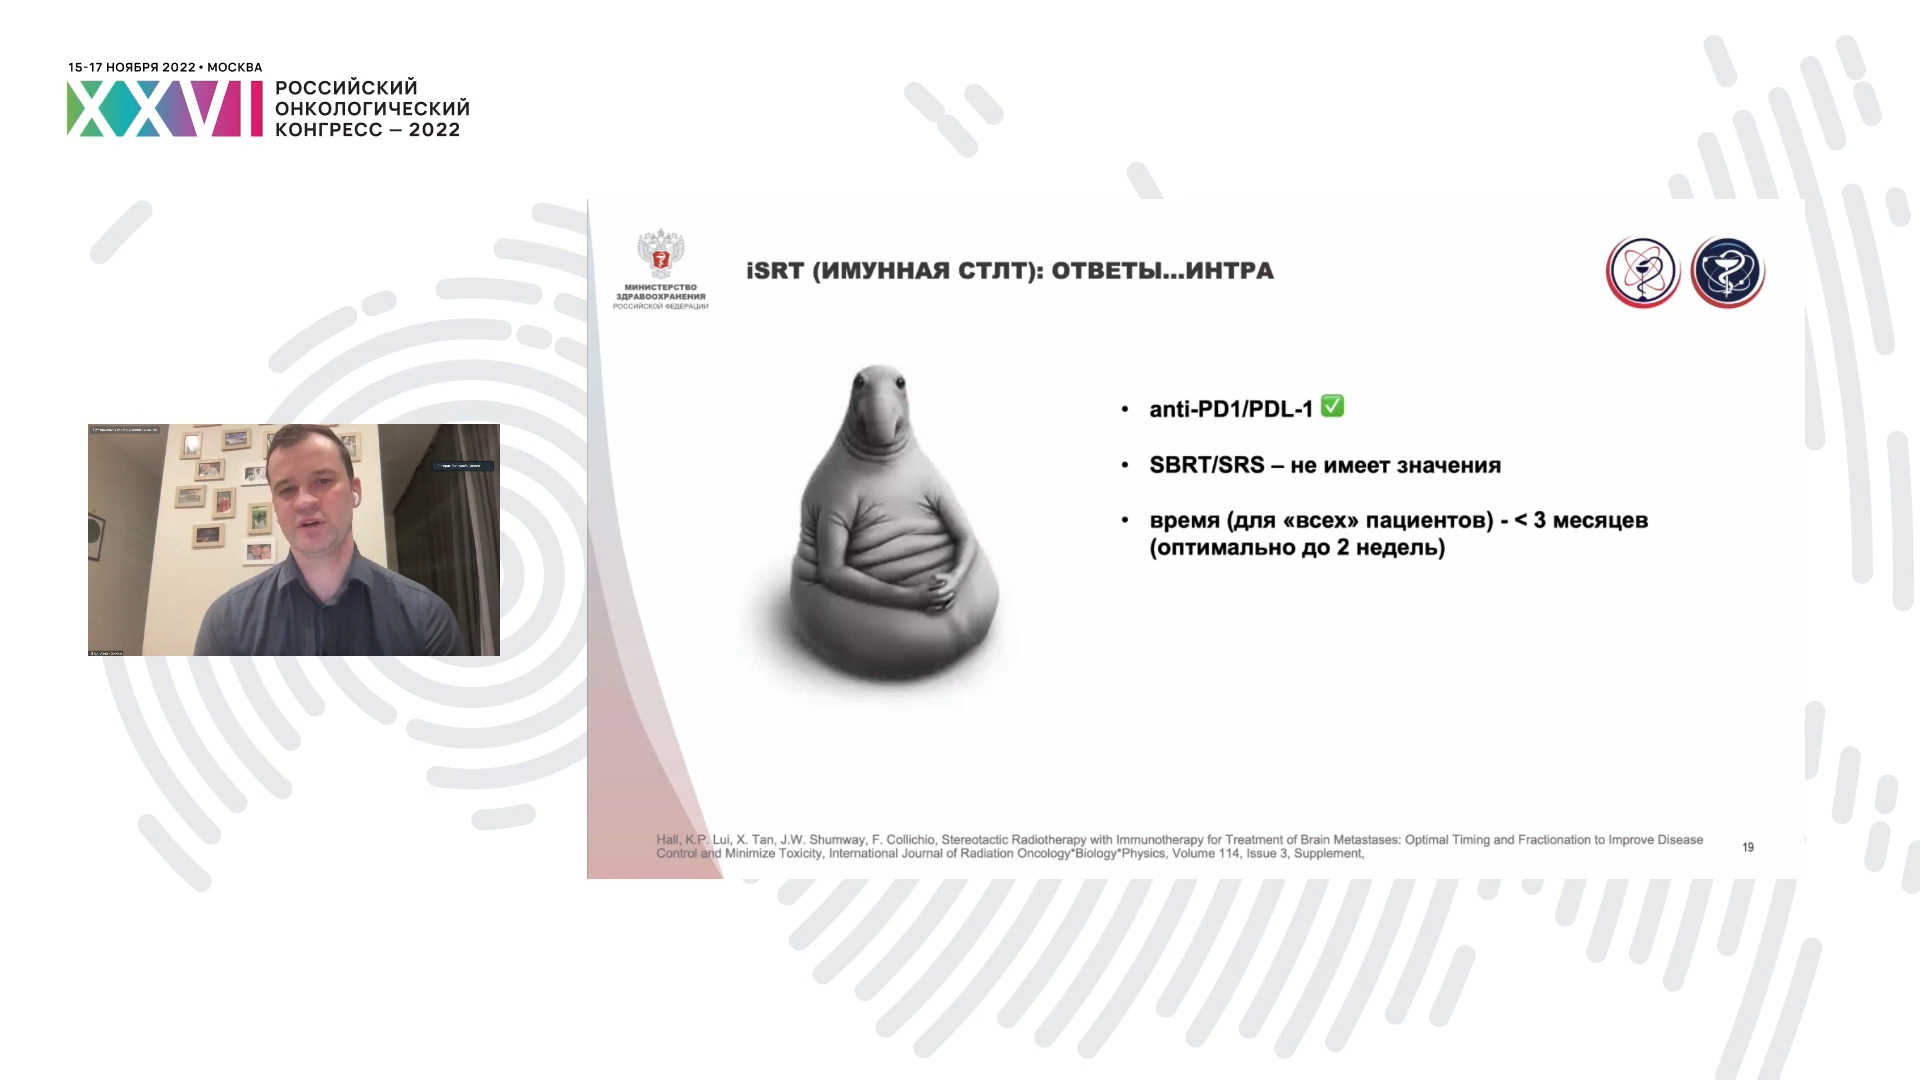 15-17 НОЯБРЯ 2022 • МОСКВА
XXVI
РОССИЙСКИЙ
ОНКОЛОГИЧЕСКИЙ
КОНГРЕСС – 2022
МИНИСТЕРСТВО
ЗДРАВООХРАНЕНИЯ
РОССИЙСКОЙ ФЕДЕРАЦИИ
iSRT (ИМУННАЯ СТЛТ): ОТВЕТЫ...ИНТРА
• anti-PD1/PDL-1 ✅
• SBRT/SRS – не имеет значения
• время (для «всех» пациентов) - < 3 месяцев
(оптимально до 2 недель)
Hall, K.P. Lui, X. Tan, J.W. Shumway, F. Collichio, Stereotactic Radiotherapy with Immunotherapy for Treatment of Brain Metastases: Optimal Timing and Fractionation to Improve Disease
Control and Minimize Toxicity, International Journal of Radiation Oncology*Biology*Physics, Volume 114, Issue 3, Supplement,
19